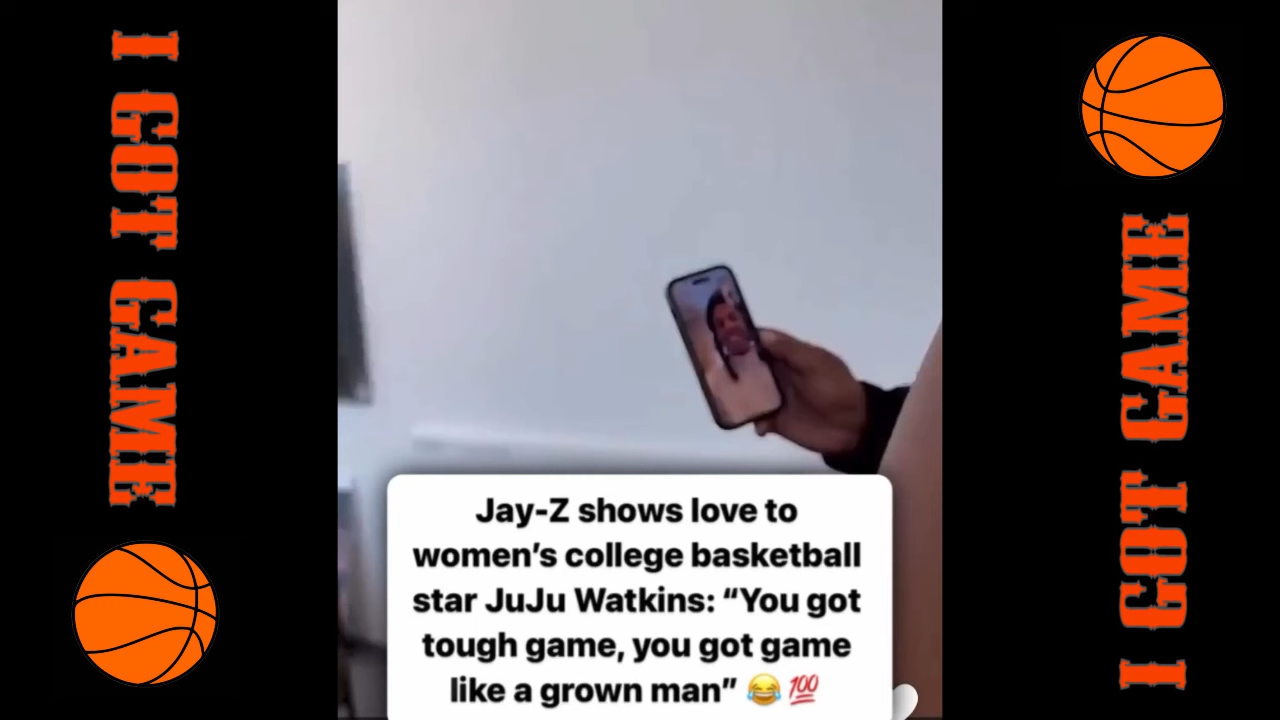 I GOT GAME
Jay-Z shows love to
women’s college basketball
star JuJu Watkins: “You got
tough game, you got game
like a grown man” 😂 💯
I GOT GAME